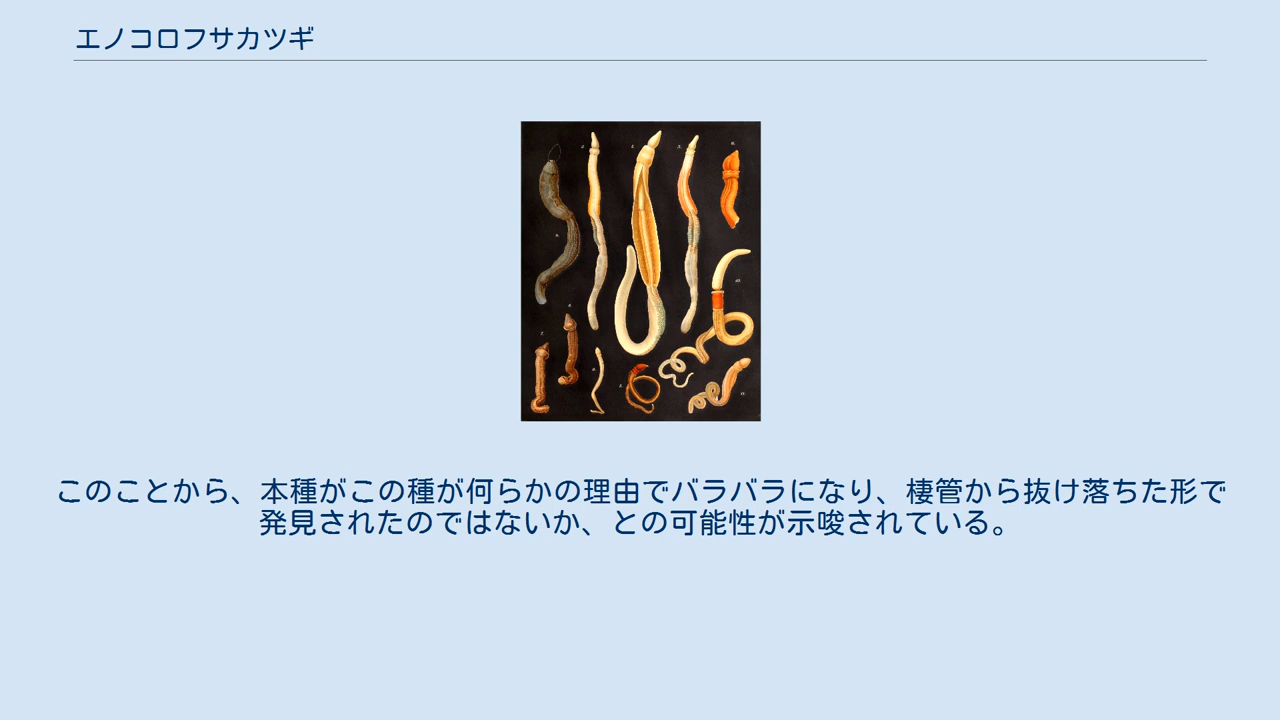 エノコロフサカツギ
このことから、本種がこの種が何らかの理由でバラバラになり、棲管から抜け落ちた形で
発見されたのではないか、との可能性が示唆されている。